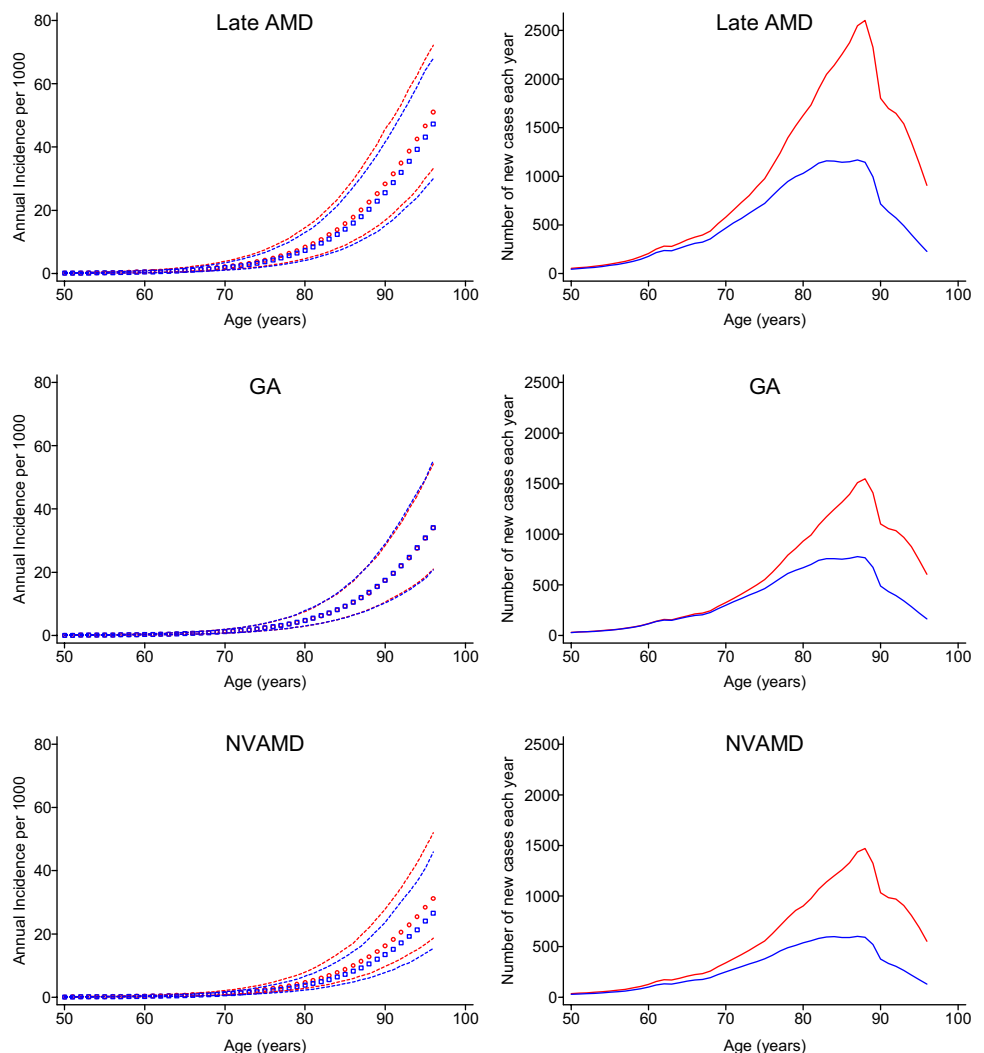 Late AMD
Annual Incidence per 1000
80
60
40
20
0
50 60 70 80 90 100
Age (years)
Late AMD
Number of new cases each year
2500
2000
1500
1000
500
0
50 60 70 80 90 100
Age (years)
GA
Annual Incidence per 1000
80
60
40
20
0
50 60 70 80 90 100
Age (years)
GA
Number of new cases each year
2500
2000
1500
1000
500
0
50 60 70 80 90 100
Age (years)
NVAMD
Annual Incidence per 1000
80
60
40
20
0
50 60 70 80 90 100
Age (years)
NVAMD
Number of new cases each year
2500
2000
1500
1000
500
0
50 60 70 80 90 100
Age (years)